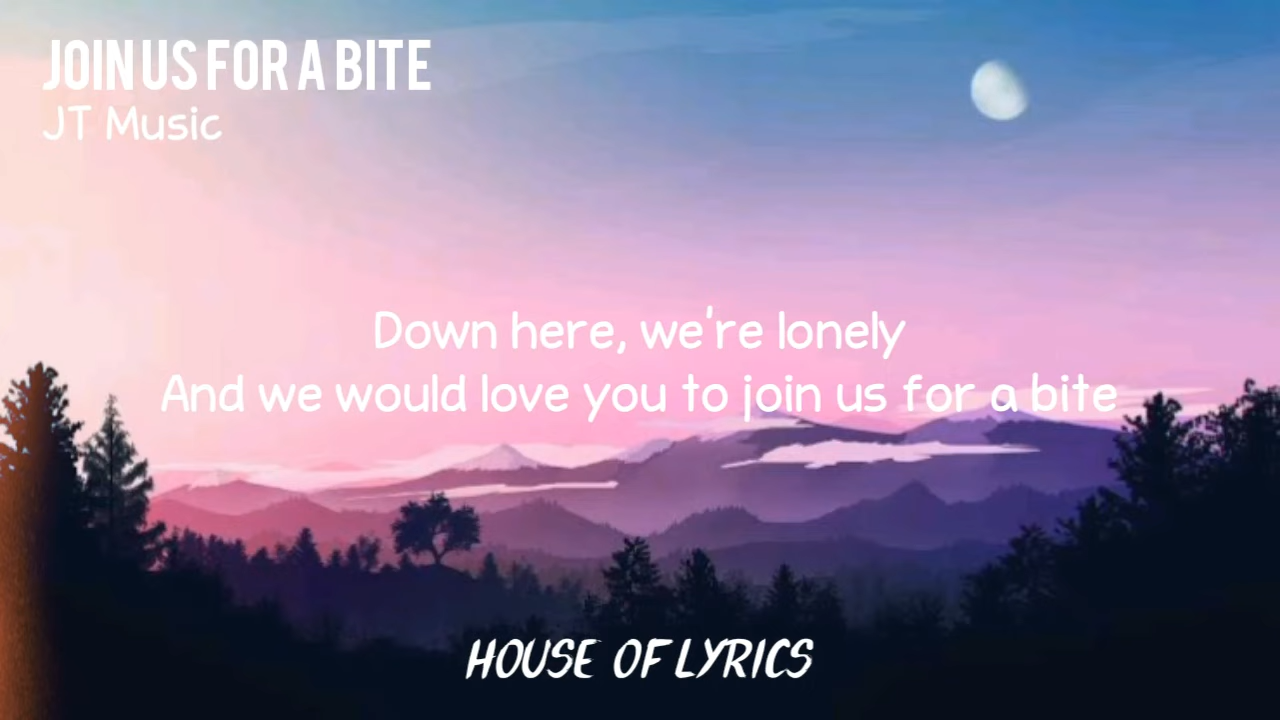 JOIN US FOR A BITE
JT Music
Down here, we're lonely
And we would love you to join us for a bite
HOUSE OF LYRICS